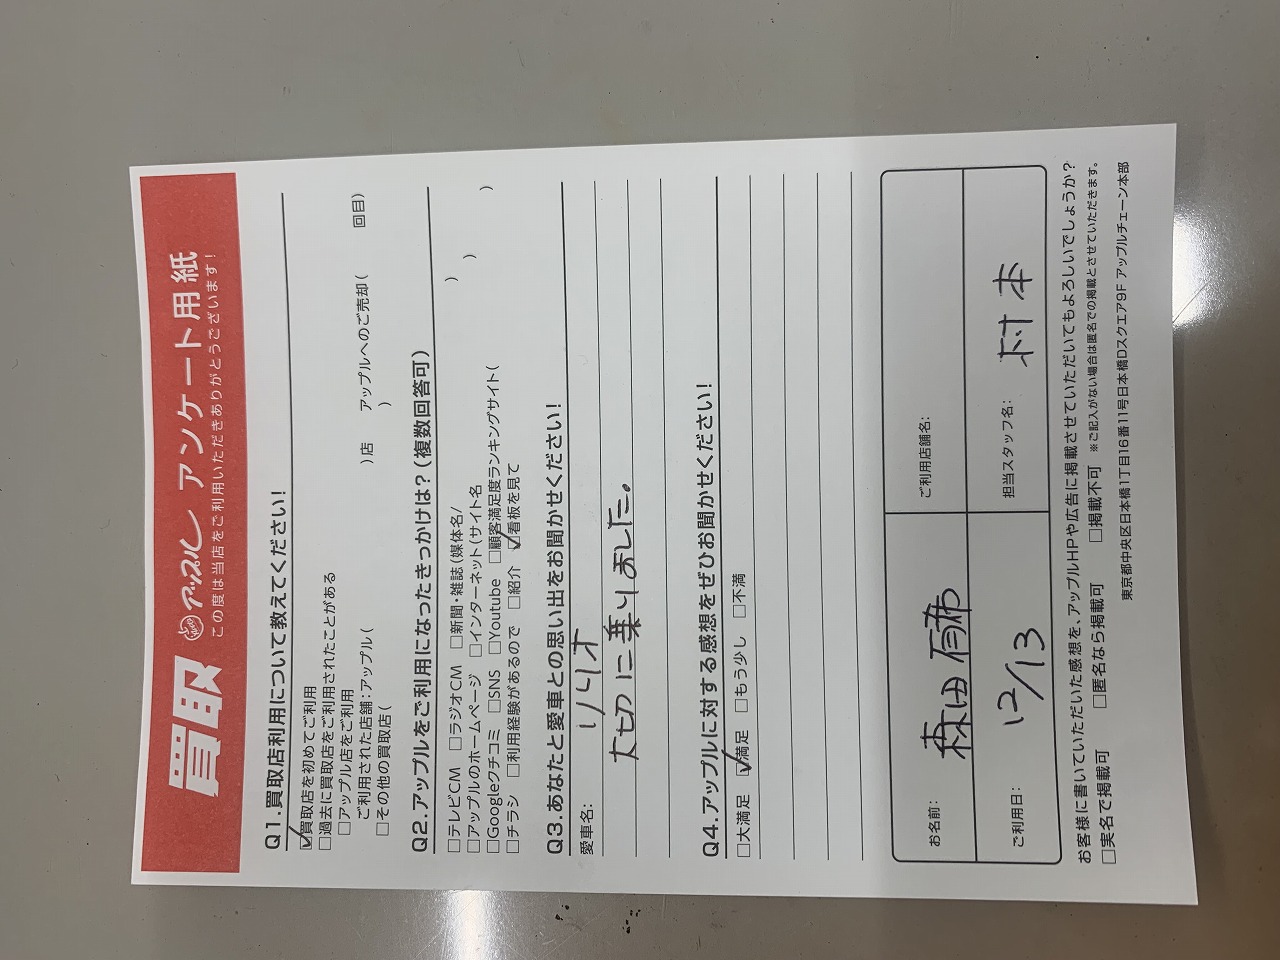 買取 アップル アンケート用紙
この度は当店をご利用いただきありがとうございます!
Q1.買取店利用について教えてください!
☑買取店を初めてご利用
□過去に買取店をご利用されたことがある
□アップル店をご利用
ご利用された店舗:アップル( )店 アップルへのご売却( 回目)
□その他の買取店( )
Q2.アップルをご利用になったきっかけは?(複数回答可)
□テレビCM □ラジオCM □新聞・雑誌(媒体名/ )
□アップルのホームページ □インターネット(サイト名 )
□Googleクチコミ □SNS □Youtube □顧客満足度ランキングサイト( )
□チラシ □利用経験があるので □紹介 ☑看板を見て
Q3.あなたと愛車との思い出をお聞かせください!
愛車名: ソリオ
大切に乗りました。
Q4.アップルに対する感想をぜひお聞かせください!
□大満足 ☑満足 □もう少し □不満
お名前: 森田 侑希 ご利用店舗名:
ご利用日: 12/13 担当スタッフ名: 村本
お客様に書いていただいた感想を、アップルHPや広告に掲載させていただいてもよろしいでしょうか?
□実名で掲載可 □匿名なら掲載可 □掲載不可 ※ご記入がない場合は匿名での掲載とさせていただきます。
東京都中央区日本橋1丁目16番11号日本橋Dスクエア9F アップルチェーン本部